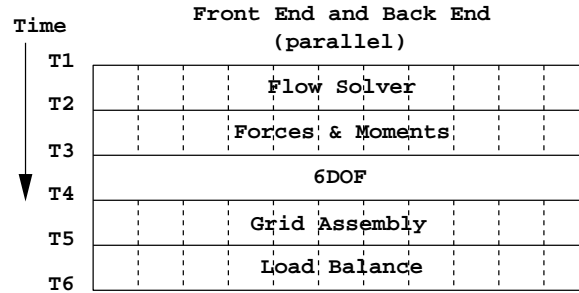 Front End and Back End
Time
(parallel)
T1
Flow Solver
T2
Forces & Moments
T3
6DOF
T4
Grid Assembly
T5
Load Balance
T6